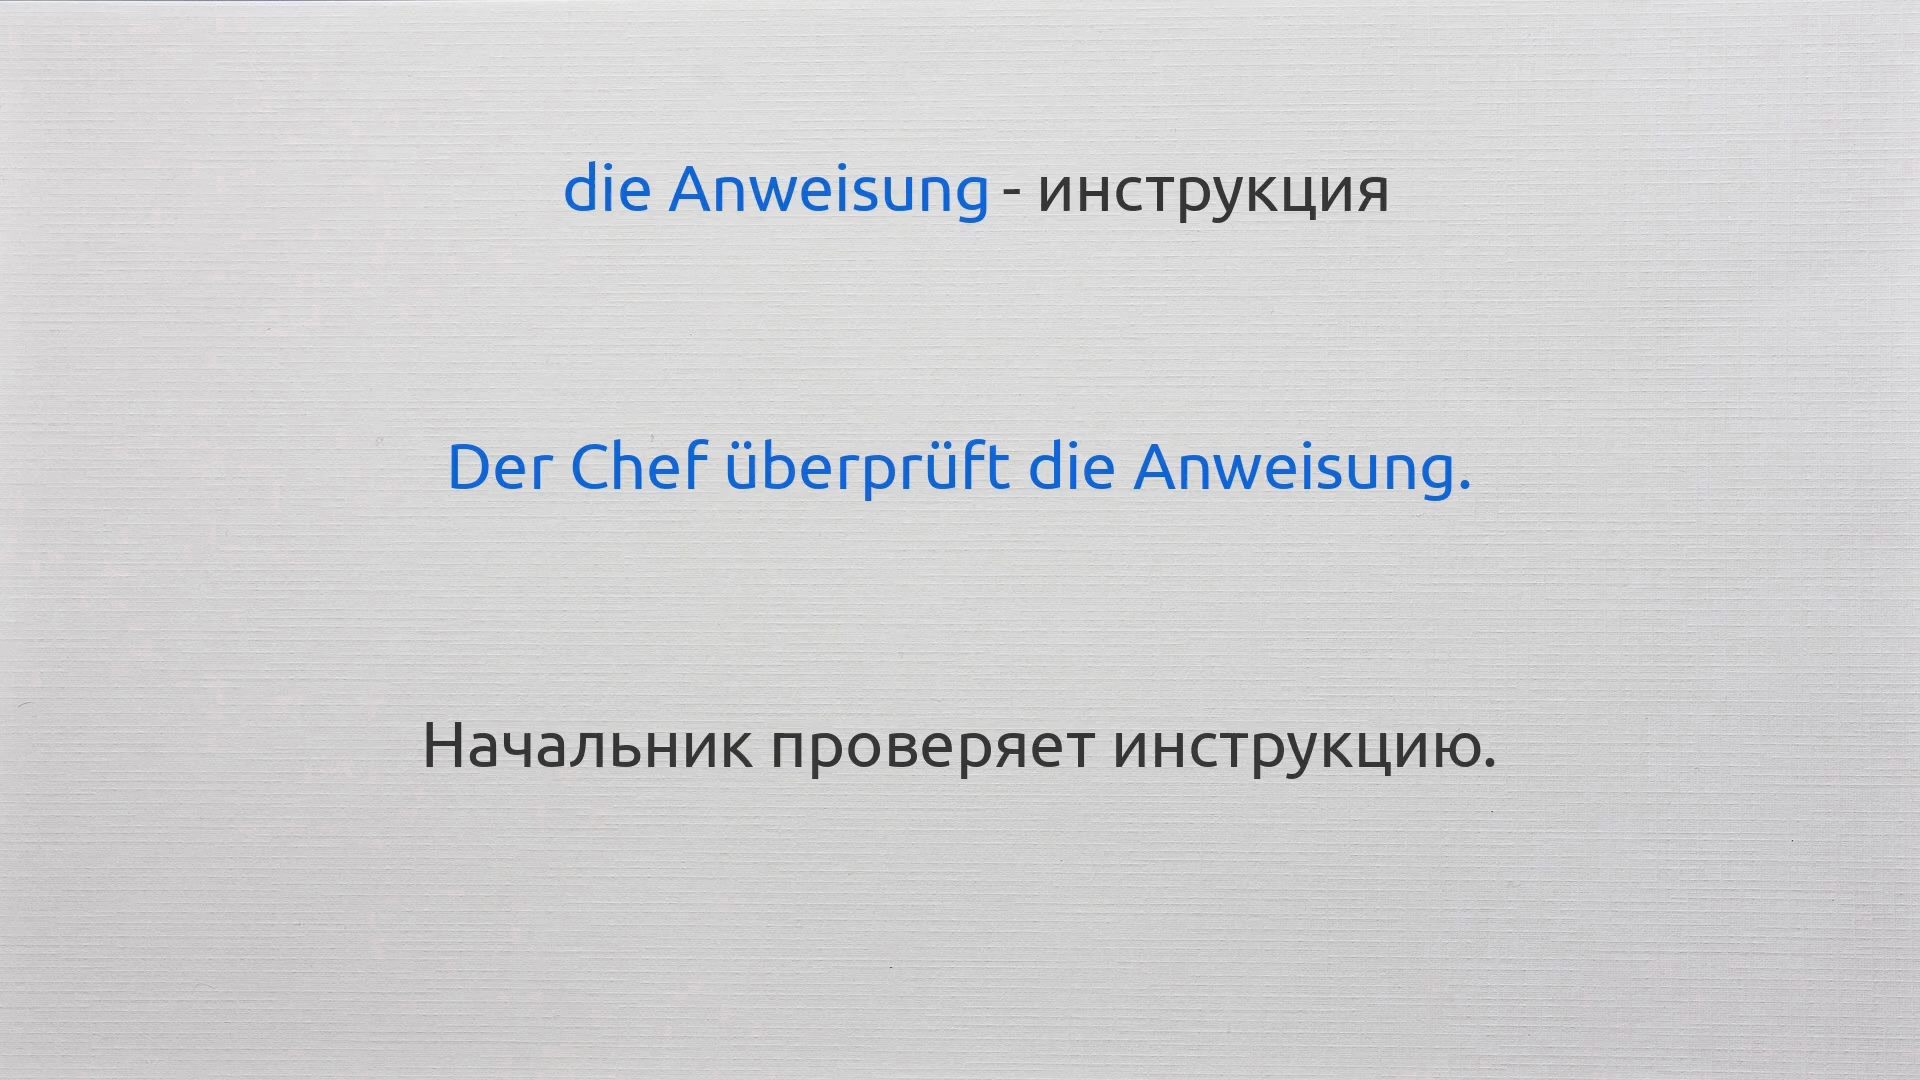 die Anweisung - инструкция
Der Chef überprüft die Anweisung.
Начальник проверяет инструкцию.